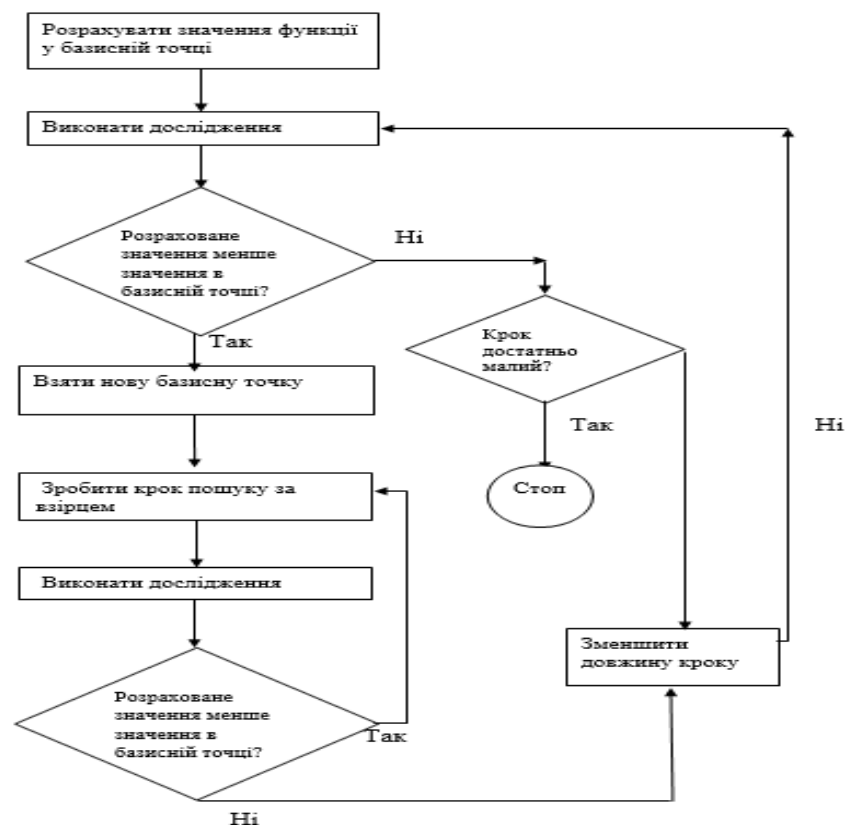 Розрахувати значення функції
у базисній точці
Виконати дослідження
Розраховане
значення менше
значення в
базисній точці?
Ні
Крок
достатньо
малий?
Так
Взяти нову базисну точку
Так
Ні
Зробити крок пошуку за
взірцем
Стоп
Виконати дослідження
Зменшити
довжину кроку
Розраховане
значення менше
значення в
базисній точці?
Так
Ні